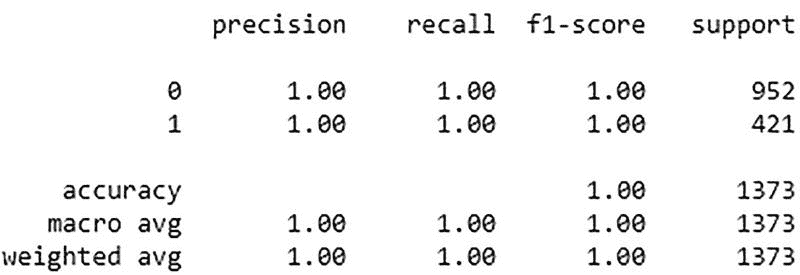 precision recall f1-score support
0 1.00 1.00 1.00 952
1 1.00 1.00 1.00 421
accuracy 1.00 1373
macro avg 1.00 1.00 1.00 1373
weighted avg 1.00 1.00 1.00 1373